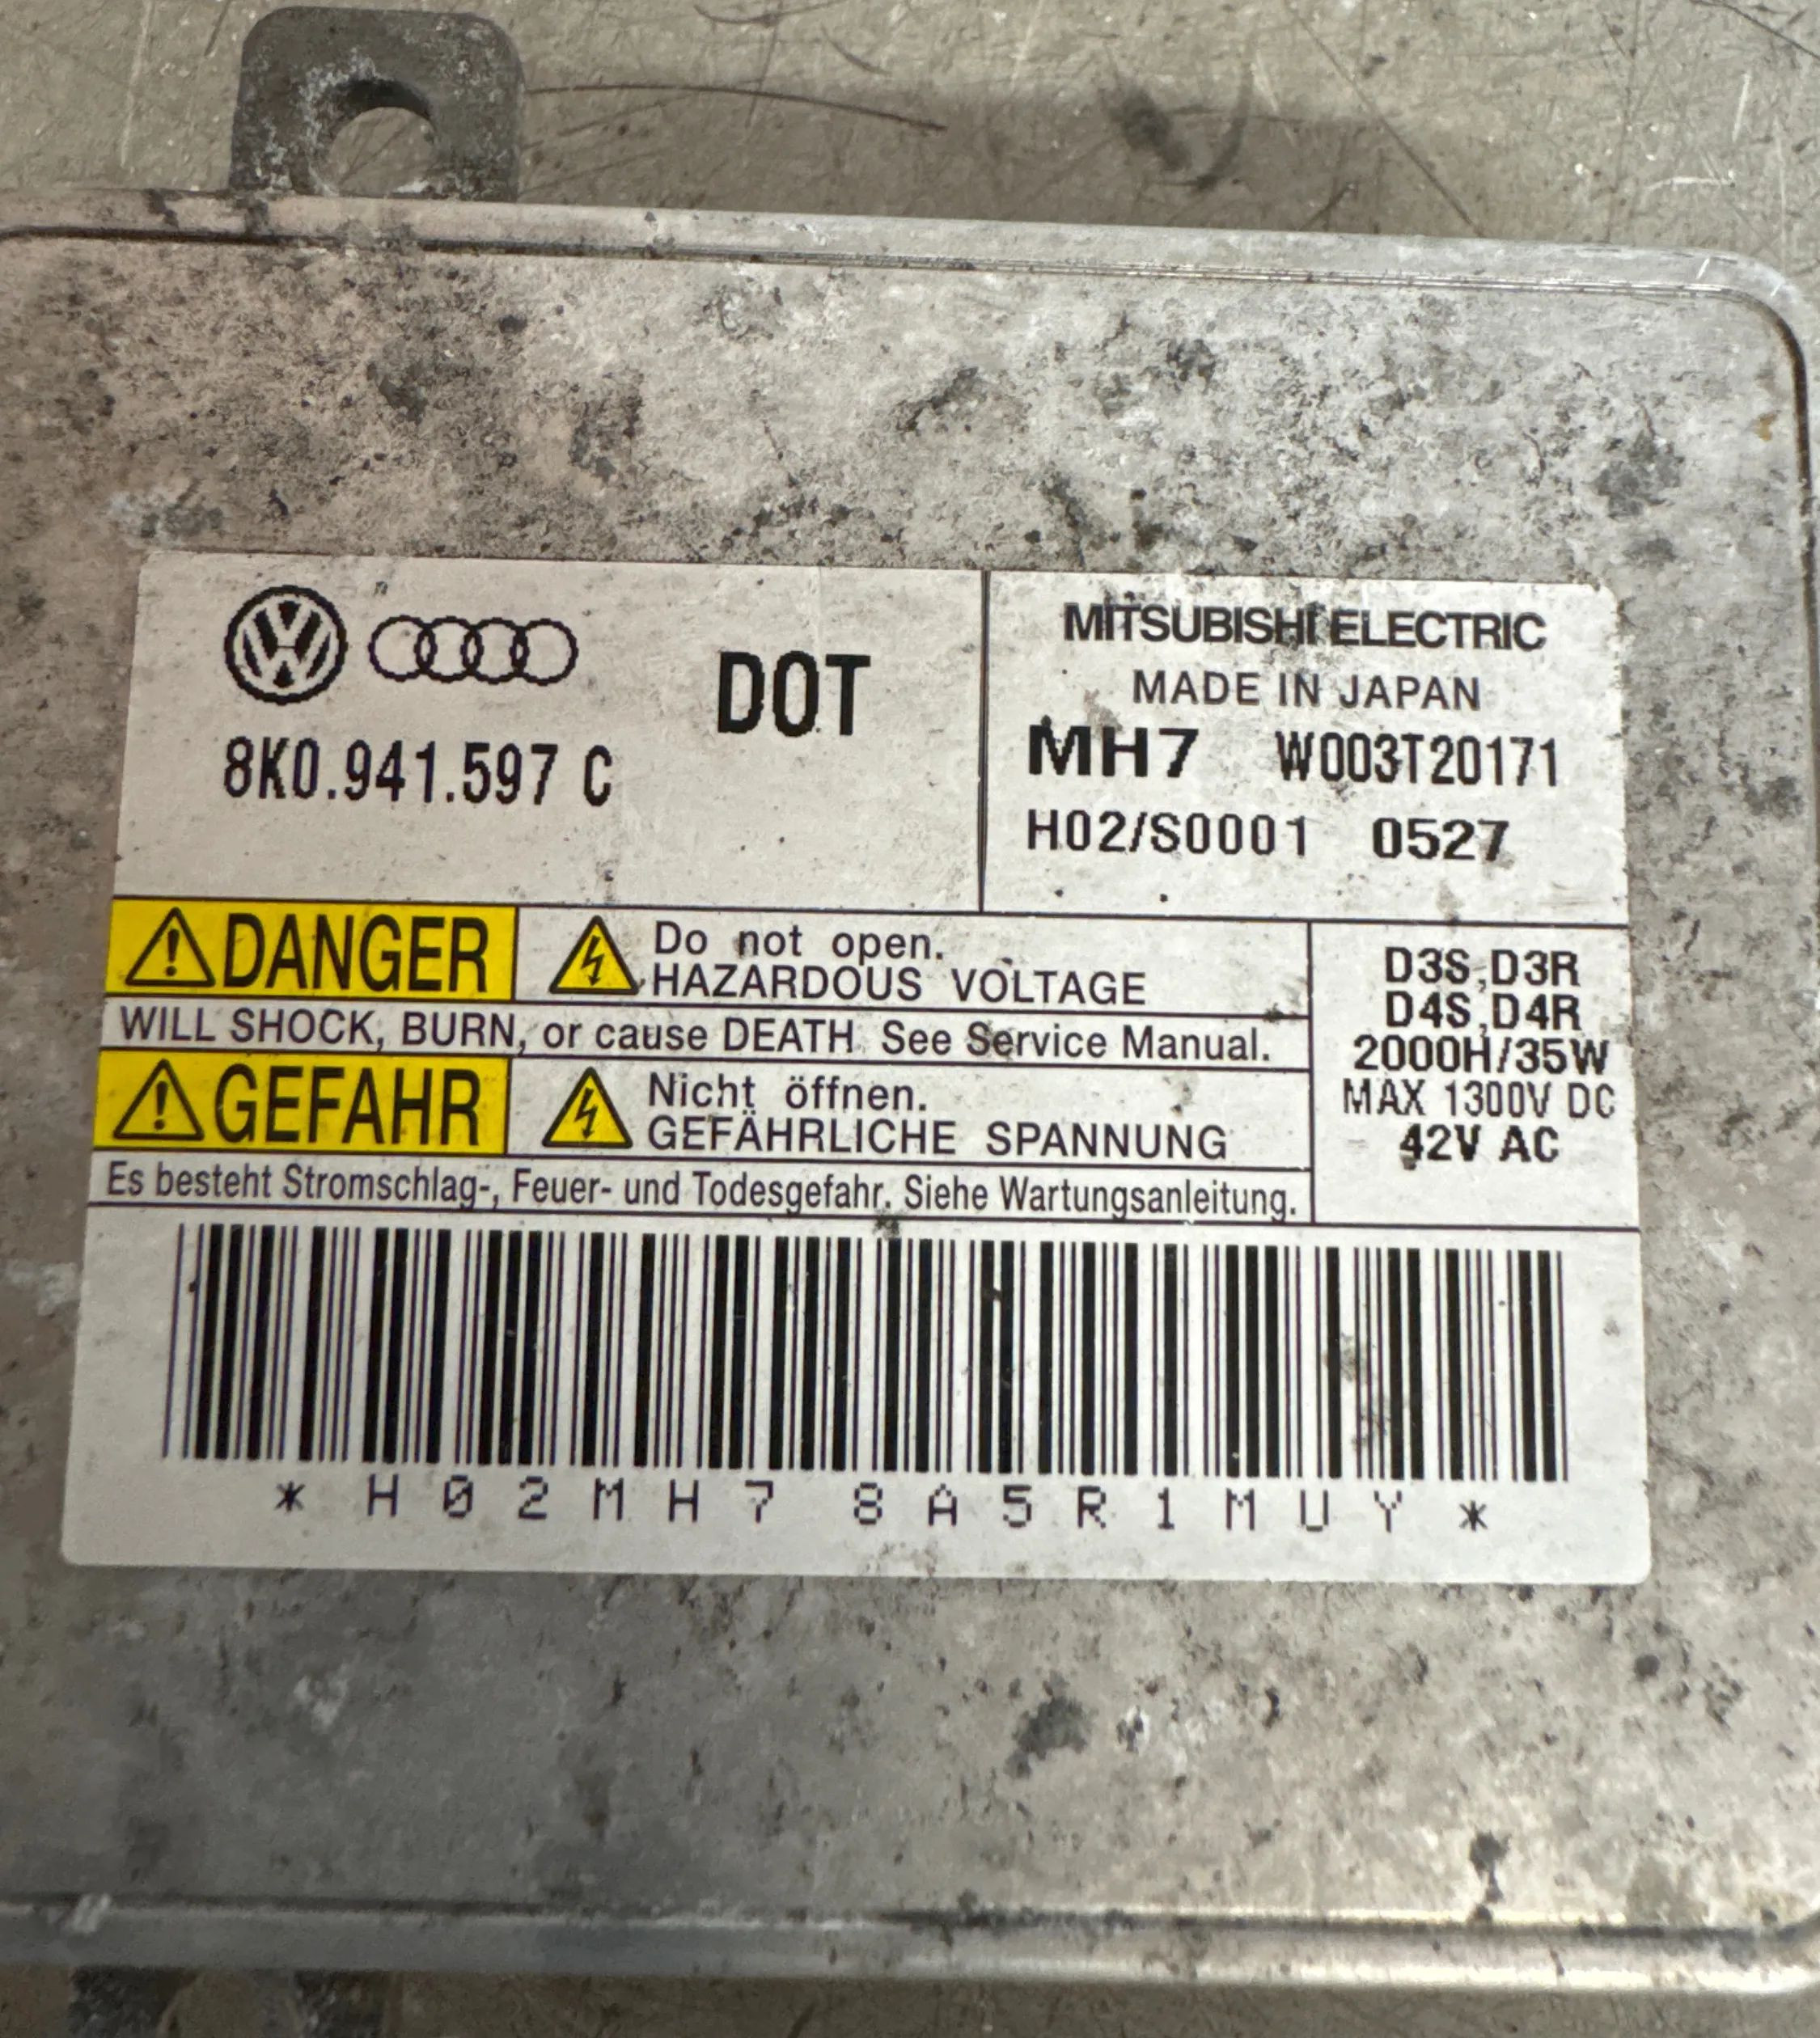 DOT
8K0.941.597 C
MITSUBISHI ELECTRIC
MADE IN JAPAN
MH7 W003T20171
H02/S0001 0527
DANGER
Do not open.
HAZARDOUS VOLTAGE
WILL SHOCK, BURN, or cause DEATH. See Service Manual.
GEFAHR
Nicht öffnen.
GEFÄHRLICHE SPANNUNG
Es besteht Stromschlag-, Feuer- und Todesgefahr. Siehe Wartungsanleitung.
D3S,D3R
D4S,D4R
2000H/35W
MAX 1300V DC
42V AC
*H02MH7 8A5R1MUY*